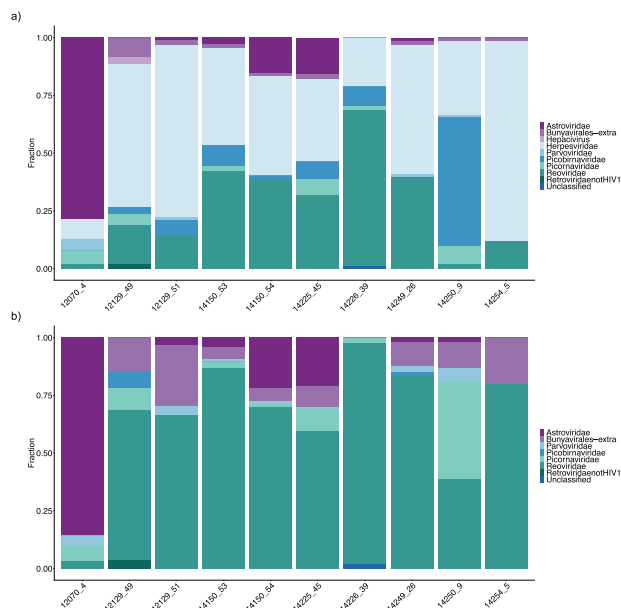 a)
1.00
0.75
0.50
0.25
0.00
Fraction
12070_4
12129_49
12129_51
14150_53
14150_54
14225_45
14226_39
14249_26
14250_9
14254_5
Astroviridae
Bunyavirales−extra
Hepacivirus
Herpesviridae
Parvoviridae
Picobirnaviridae
Picornaviridae
Reoviridae
RetroviridaenotHIV1
Unclassified
b)
1.00
0.75
0.50
0.25
0.00
Fraction
12070_4
12129_49
12129_51
14150_53
14150_54
14225_45
14226_39
14249_26
14250_9
14254_5
Astroviridae
Bunyavirales−extra
Parvoviridae
Picobirnaviridae
Picornaviridae
Reoviridae
RetroviridaenotHIV1
Unclassified